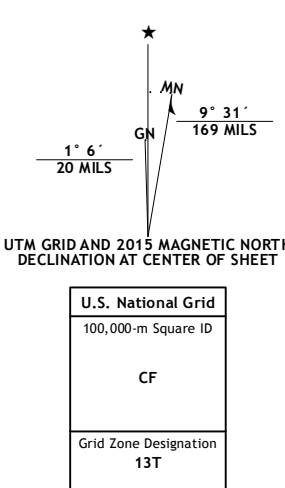 ★
MN
GN
9° 31´
169 MILS
1° 6´
20 MILS
UTM GRID AND 2015 MAGNETIC NORTH
DECLINATION AT CENTER OF SHEET
U.S. National Grid
100,000-m Square ID
CF
Grid Zone Designation
13T